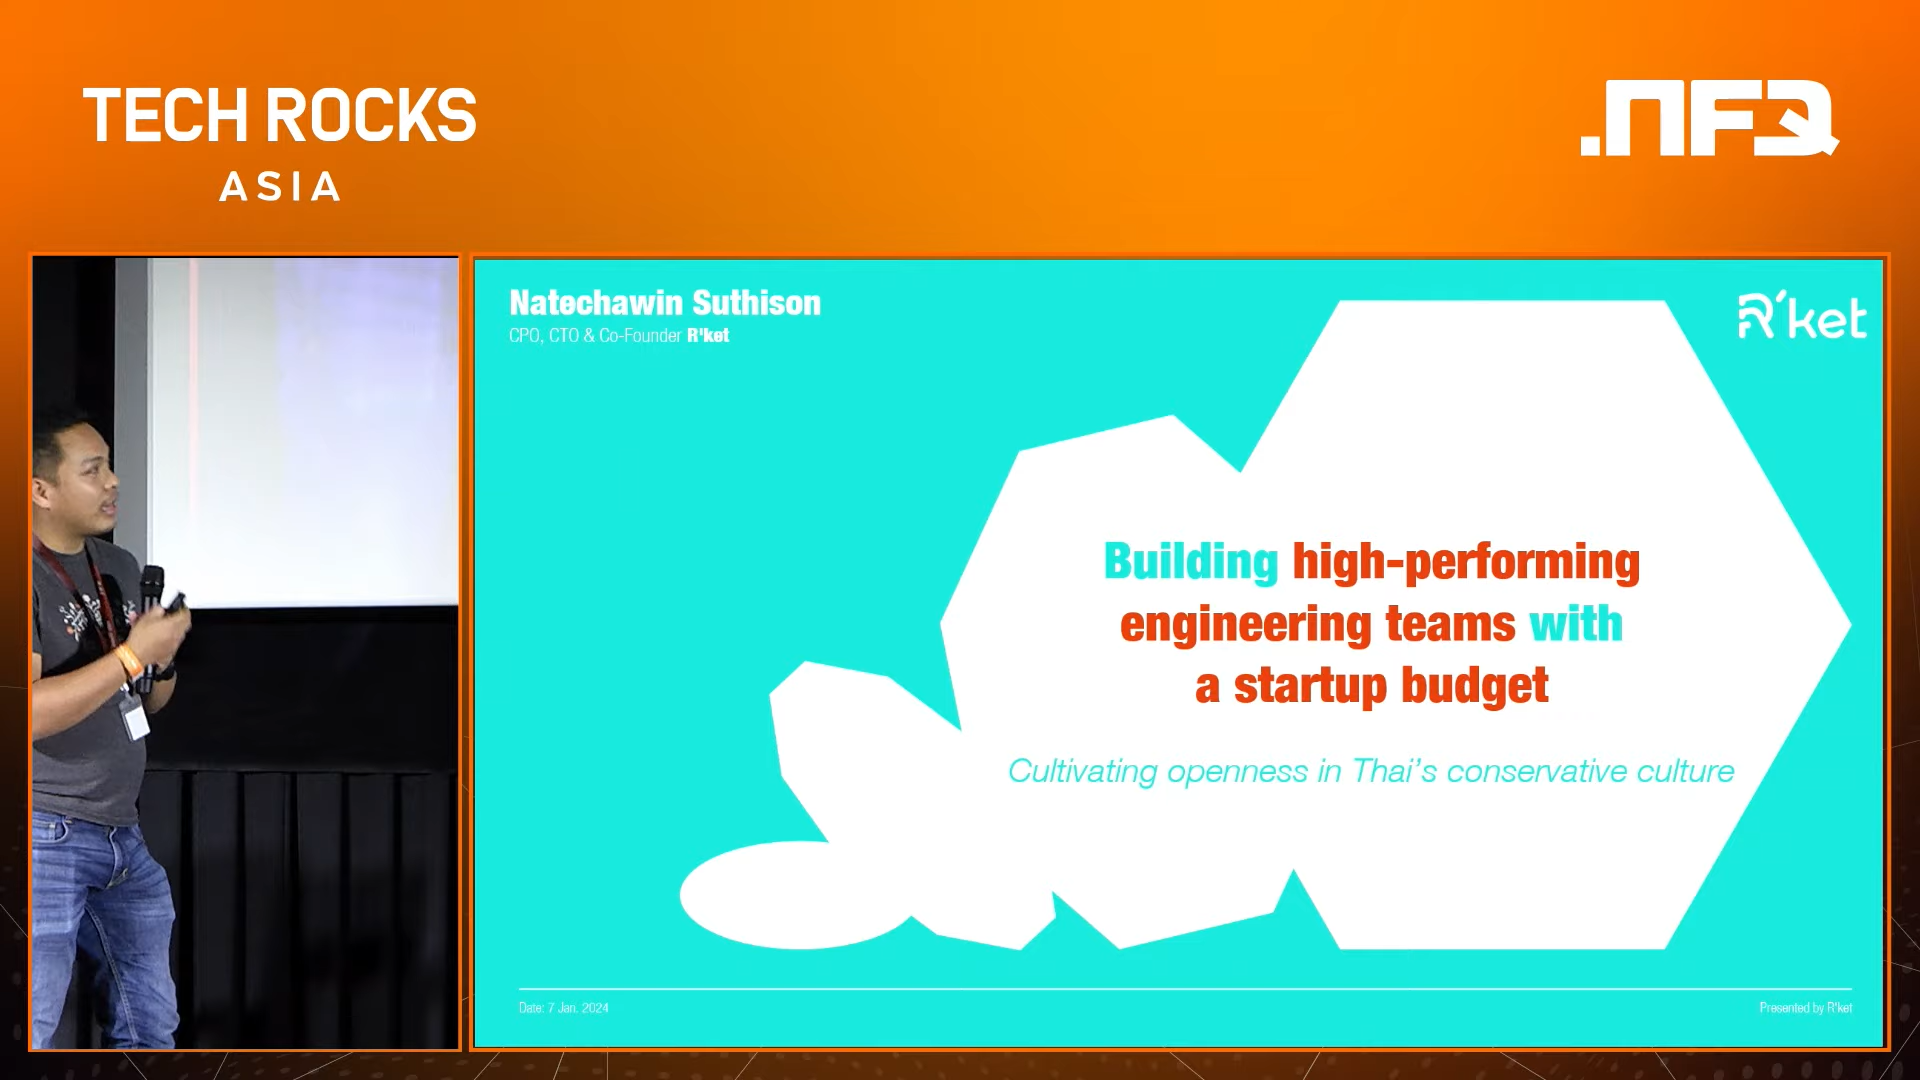 TECH ROCKS
ASIA
.NFQ
Natechawin Suthison
CPO, CTO & Co-Founder R'ket
R'ket
Building high-performing
engineering teams with
a startup budget
Cultivating openness in Thai's conservative culture
Date: 7 Jan. 2024
Presented by R'ket